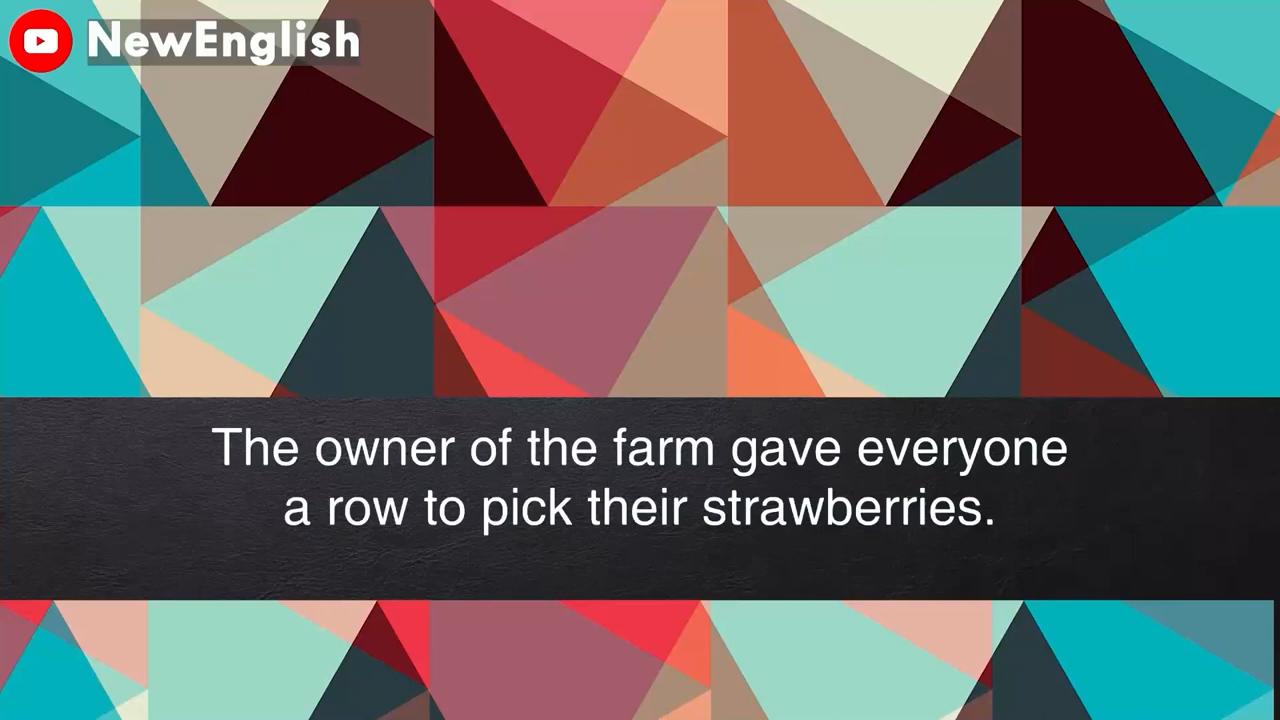 NewEnglish
The owner of the farm gave everyone
a row to pick their strawberries.